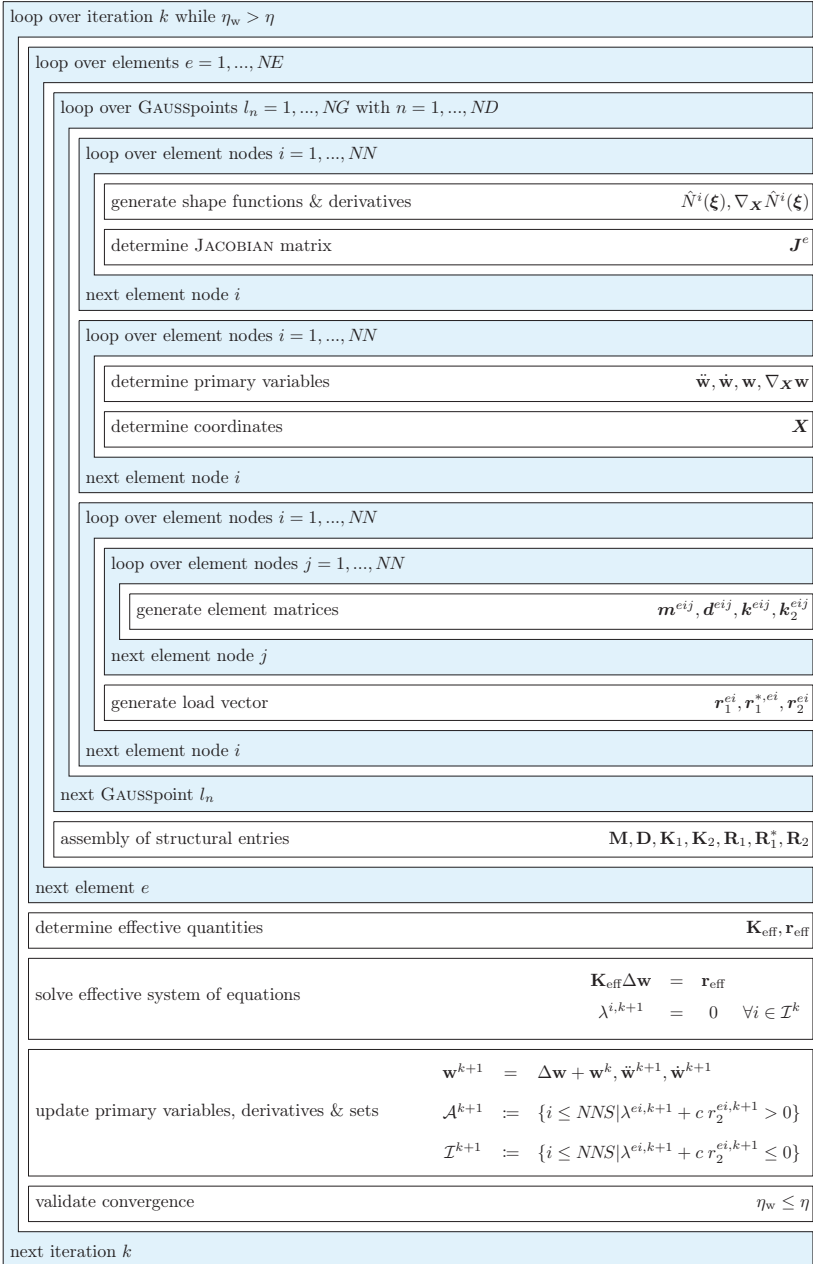 loop over iteration k while η_w > η
loop over elements e = 1, ..., NE
loop over GAUSSpoints l_n = 1, ..., NG with n = 1, ..., ND
loop over element nodes i = 1, ..., NN
generate shape functions & derivatives N̂^i(ξ), ∇_X N̂^i(ξ)
determine JACOBIAN matrix J^e
next element node i
loop over element nodes i = 1, ..., NN
determine primary variables ẅ, ẇ, w, ∇_X w
determine coordinates X
next element node i
loop over element nodes i = 1, ..., NN
loop over element nodes j = 1, ..., NN
generate element matrices m^{eij}, d^{eij}, k^{eij}, k_2^{eij}
next element node j
generate load vector r_1^{ei}, r_1^{*,ei}, r_2^{ei}
next element node i
next GAUSSpoint l_n
assembly of structural entries M, D, K_1, K_2, R_1, R_1^*, R_2
next element e
determine effective quantities K_eff, r_eff
K_eff Δw = r_eff
solve effective system of equations
λ^{i,k+1} = 0 ∀i ∈ I^k
w^{k+1} = Δw + w^k, ẅ^{k+1}, ẇ^{k+1}
update primary variables, derivatives & sets A^{k+1} := {i ≤ NNS|λ^{ei,k+1} + c r_2^{ei,k+1} > 0}
I^{k+1} := {i ≤ NNS|λ^{ei,k+1} + c r_2^{ei,k+1} ≤ 0}
validate convergence η_w ≤ η
next iteration k